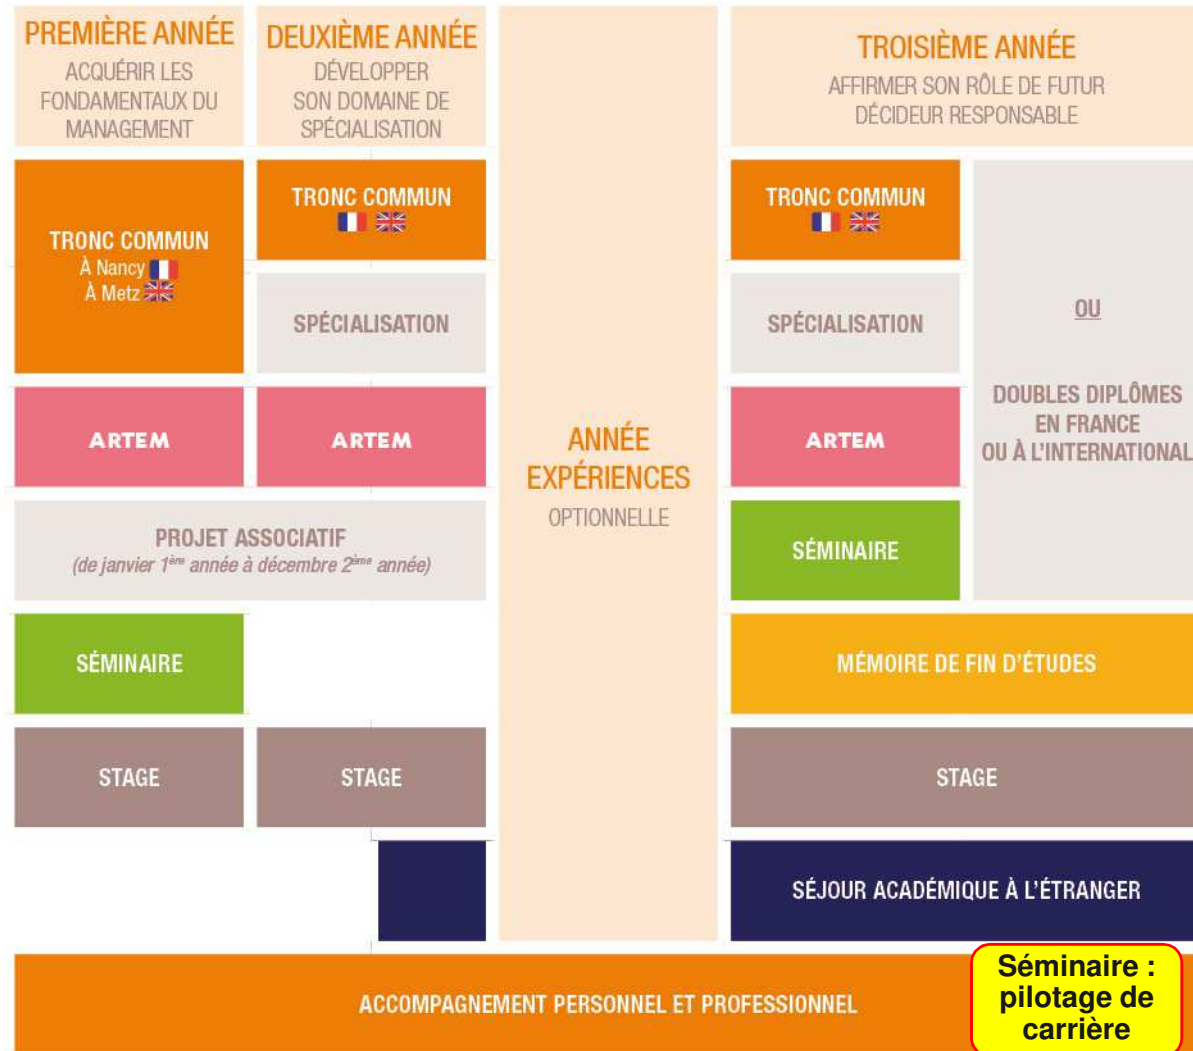 PREMIÈRE ANNÉE
ACQUÉRIR LES
FONDAMENTAUX DU
MANAGEMENT
DEUXIÈME ANNÉE
DÉVELOPPER
SON DOMAINE DE
SPÉCIALISATION
TROISIÈME ANNÉE
AFFIRMER SON RÔLE DE FUTUR
DÉCIDEUR RESPONSABLE
TRONC COMMUN
À Nancy
À Metz
TRONC COMMUN
SPÉCIALISATION
ARTEM
ARTEM
PROJET ASSOCIATIF
(de janvier 1ère année à décembre 2ème année)
SÉMINAIRE
STAGE
STAGE
ANNÉE
EXPÉRIENCES
OPTIONNELLE
TRONC COMMUN
SPÉCIALISATION
ARTEM
SÉMINAIRE
OU
DOUBLES DIPLÔMES
EN FRANCE
OU À L'INTERNATIONAL
MÉMOIRE DE FIN D'ÉTUDES
STAGE
SÉJOUR ACADÉMIQUE À L'ÉTRANGER
ACCOMPAGNEMENT PERSONNEL ET PROFESSIONNEL
Séminaire :
pilotage de
carrière